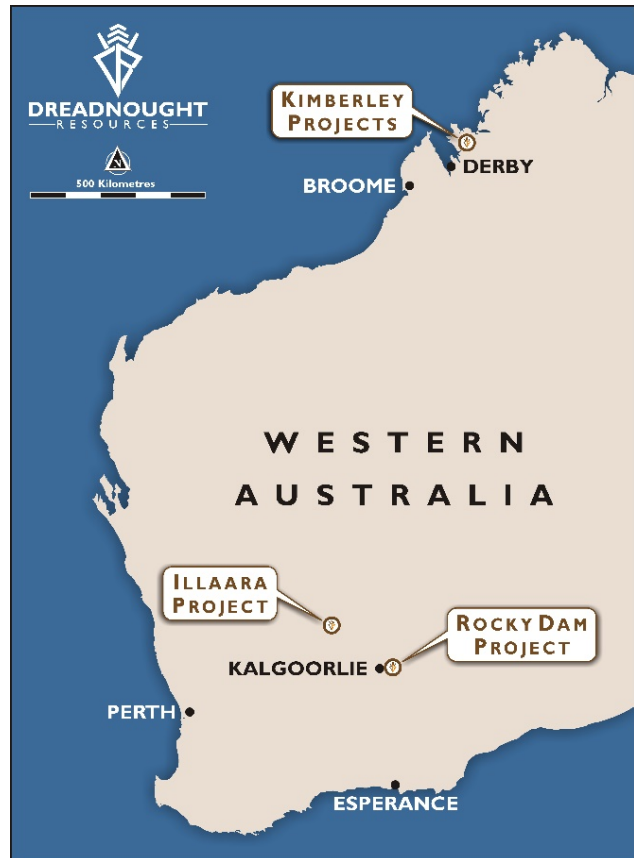 DREADNOUGHT
RESOURCES
N
500 Kilometres
KIMBERLEY
PROJECTS
DERBY
BROOME
WESTERN
AUSTRALIA
ILLAARA
PROJECT
ROCKY DAM
PROJECT
KALGOORLIE
PERTH
ESPERANCE